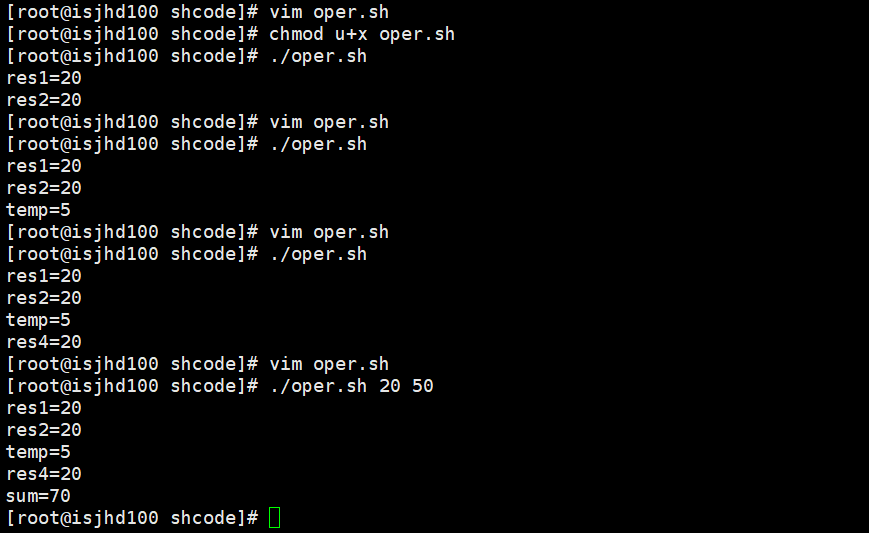 [root@isjhd100 shcode]# vim oper.sh
[root@isjhd100 shcode]# chmod u+x oper.sh
[root@isjhd100 shcode]# ./oper.sh
res1=20
res2=20
[root@isjhd100 shcode]# vim oper.sh
[root@isjhd100 shcode]# ./oper.sh
res1=20
res2=20
temp=5
[root@isjhd100 shcode]# vim oper.sh
[root@isjhd100 shcode]# ./oper.sh
res1=20
res2=20
temp=5
res4=20
[root@isjhd100 shcode]# vim oper.sh
[root@isjhd100 shcode]# ./oper.sh 20 50
res1=20
res2=20
temp=5
res4=20
sum=70
[root@isjhd100 shcode]#